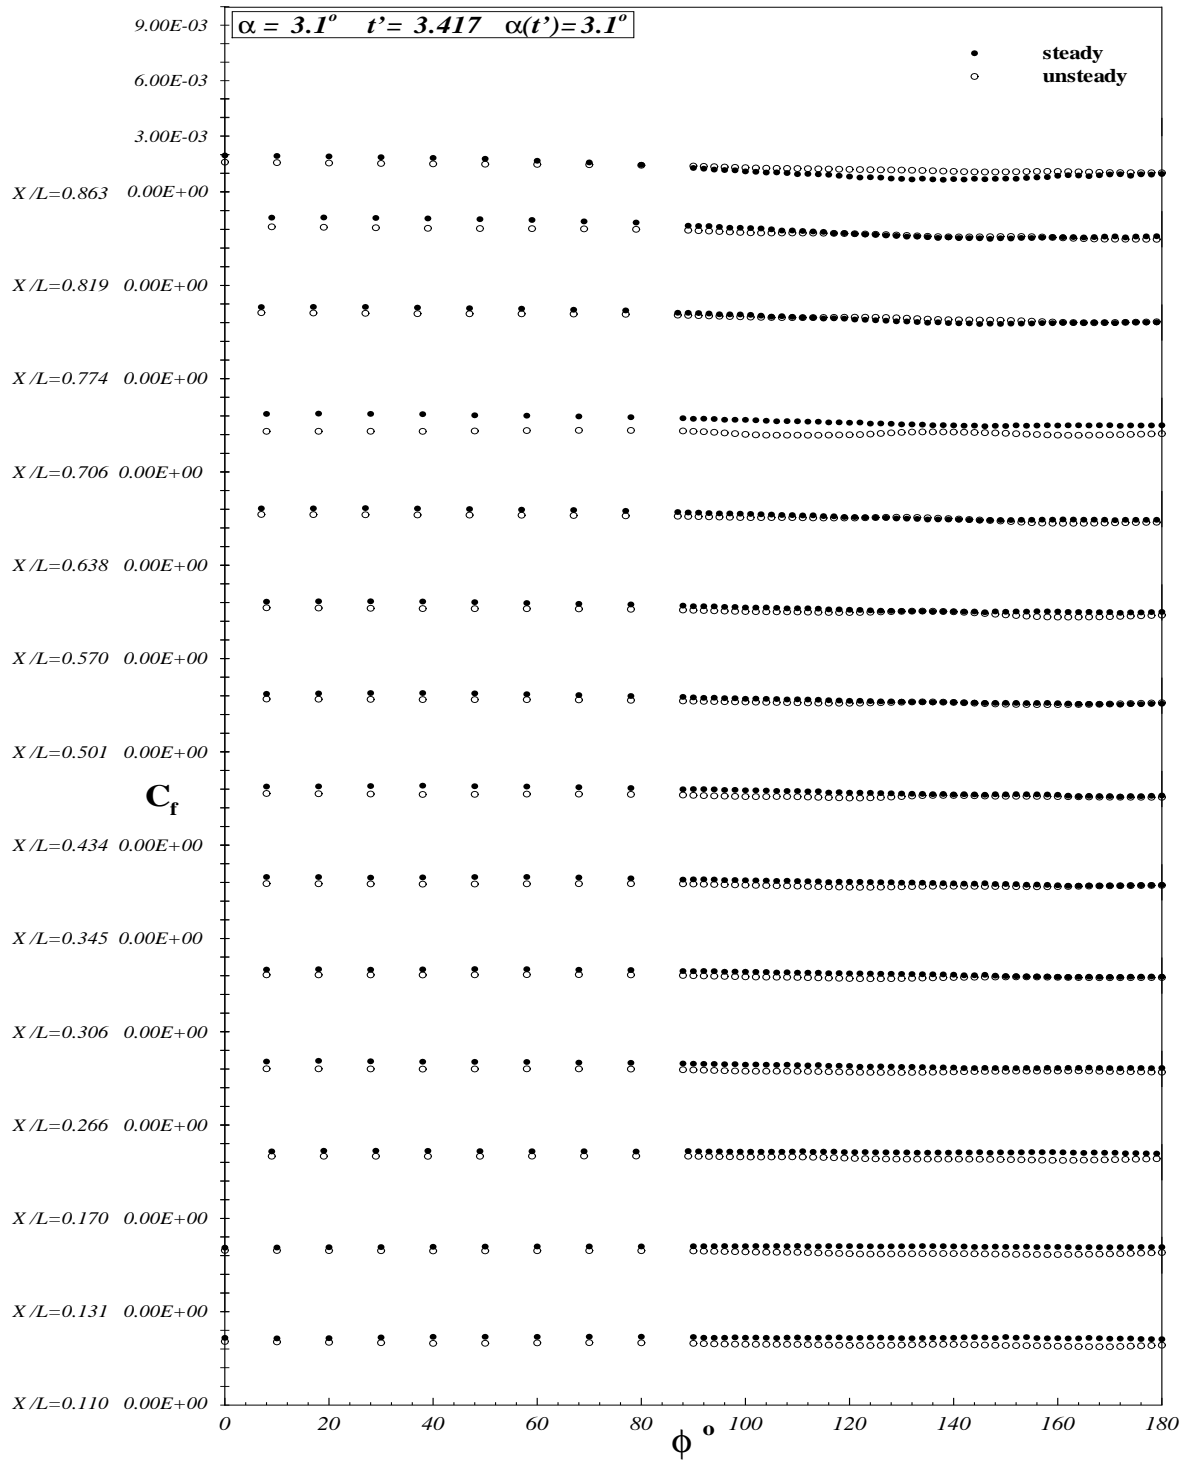 9.00E-03
α = 3.1° t’= 3.417 α(t’)=3.1°
steady
6.00E-03
unsteady
3.00E-03
X/L=0.863 0.00E+00
X/L=0.819 0.00E+00
X/L=0.774 0.00E+00
X/L=0.706 0.00E+00
X/L=0.638 0.00E+00
X/L=0.570 0.00E+00
X/L=0.501 0.00E+00
Cf
X/L=0.434 0.00E+00
X/L=0.345 0.00E+00
X/L=0.306 0.00E+00
X/L=0.266 0.00E+00
X/L=0.170 0.00E+00
X/L=0.131 0.00E+00
X/L=0.110 0.00E+00
0 20 40 60 80 100 120 140 160 180
ϕ °